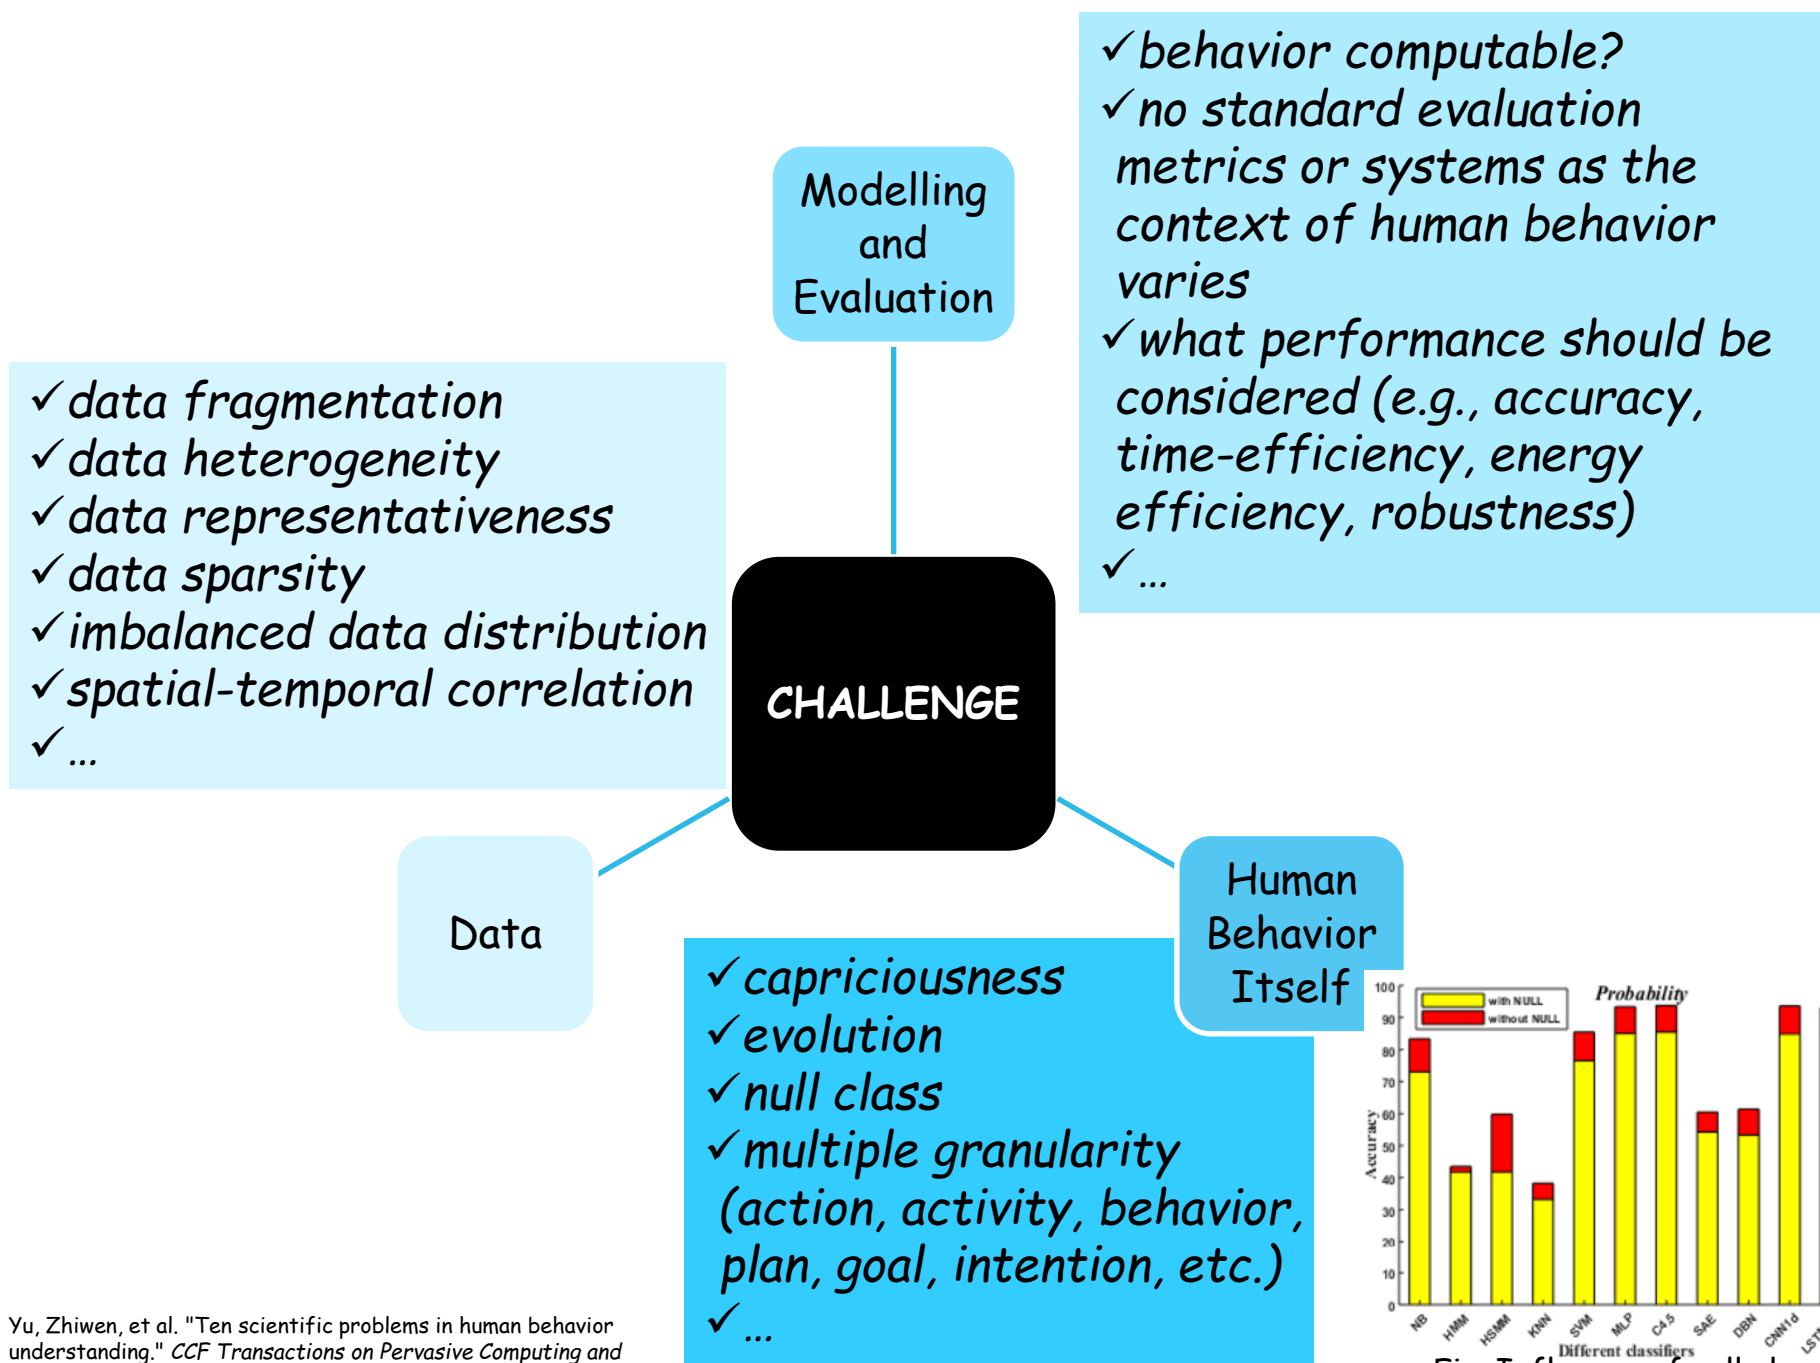 ✓behavior computable?
✓no standard evaluation
metrics or systems as the
context of human behavior
varies
✓what performance should be
considered (e.g., accuracy,
time-efficiency, energy
efficiency, robustness)
✓…
Modelling
and
Evaluation
✓data fragmentation
✓data heterogeneity
✓data representativeness
✓data sparsity
✓imbalanced data distribution
✓spatial-temporal correlation
✓…
CHALLENGE
Data
Human
Behavior
Itself
✓capriciousness
✓evolution
✓null class
✓multiple granularity
(action, activity, behavior,
plan, goal, intention, etc.)
✓…
Probability
with NULL
without NULL
Accuracy
100
90
80
70
60
50
40
30
20
10
0
NB
HMM
HSMM
KNN
SVM
MLP
C4.5
SAE
DBN
CNN1d
Different classifiers
Yu, Zhiwen, et al. "Ten scientific problems in human behavior
understanding." CCF Transactions on Pervasive Computing and